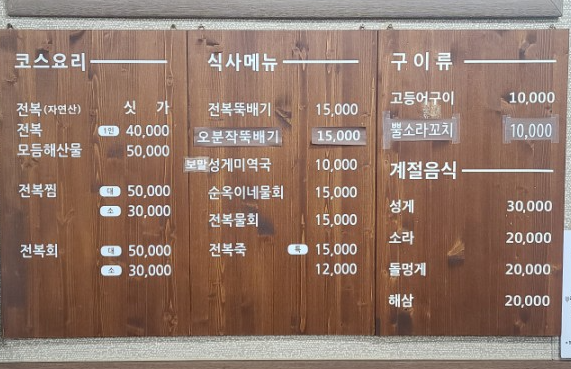 코스요리
전복(자연산) 싯 가
전복 1인 40,000
모듬해산물 50,000
전복찜 대 50,000
소 30,000
전복회 대 50,000
소 30,000
식사메뉴
전복뚝배기 15,000
오분작뚝배기 15,000
보말성게미역국 10,000
순옥이네물회 15,000
전복물회 15,000
전복죽 특 15,000
12,000
구이류
고등어구이 10,000
뿔소라꼬치 10,000
계절음식
성게 30,000
소라 20,000
돌멍게 20,000
해삼 20,000